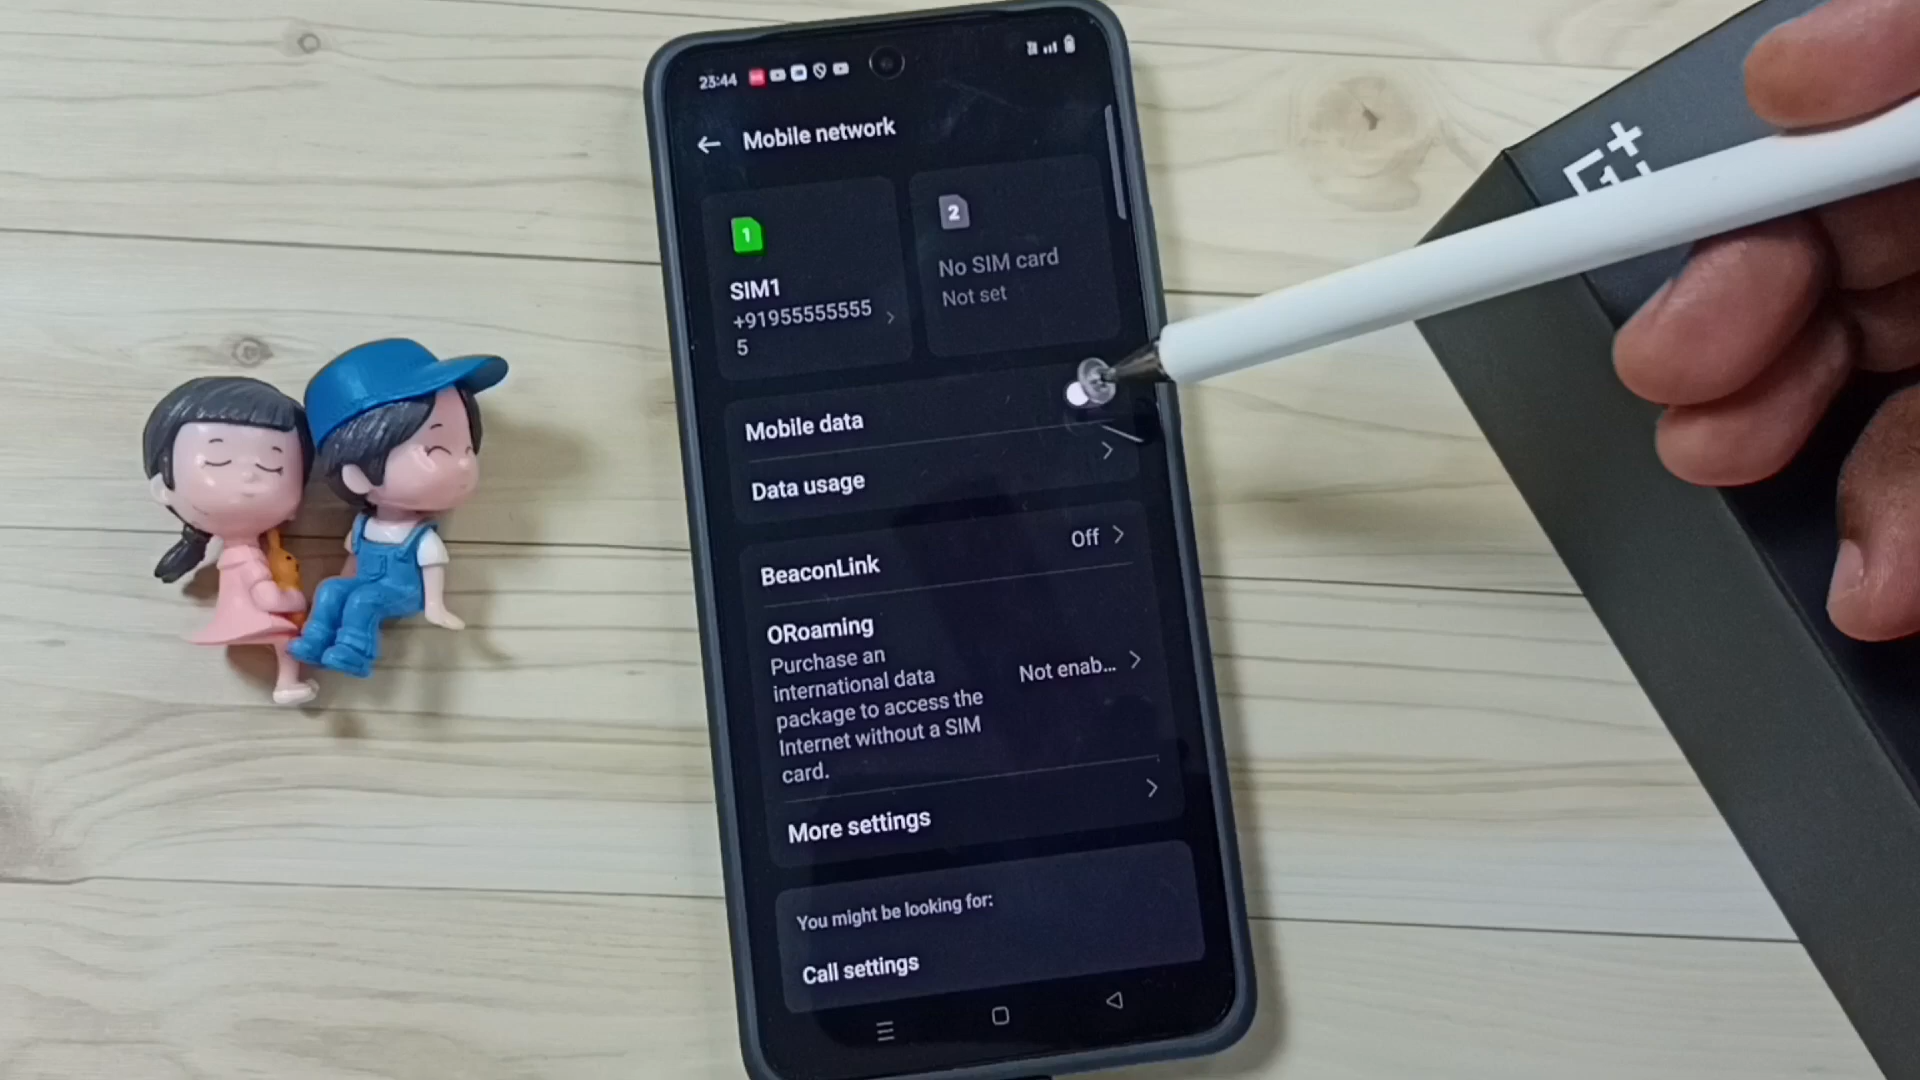 23:44
Mobile network
1
2
SIM1
+91955555555
5
No SIM card
Not set
Mobile data
Data usage
BeaconLink
Off
ORoaming
Purchase an
international data
package to access the
Internet without a SIM
card.
Not enab...
More settings
You might be looking for:
Call settings